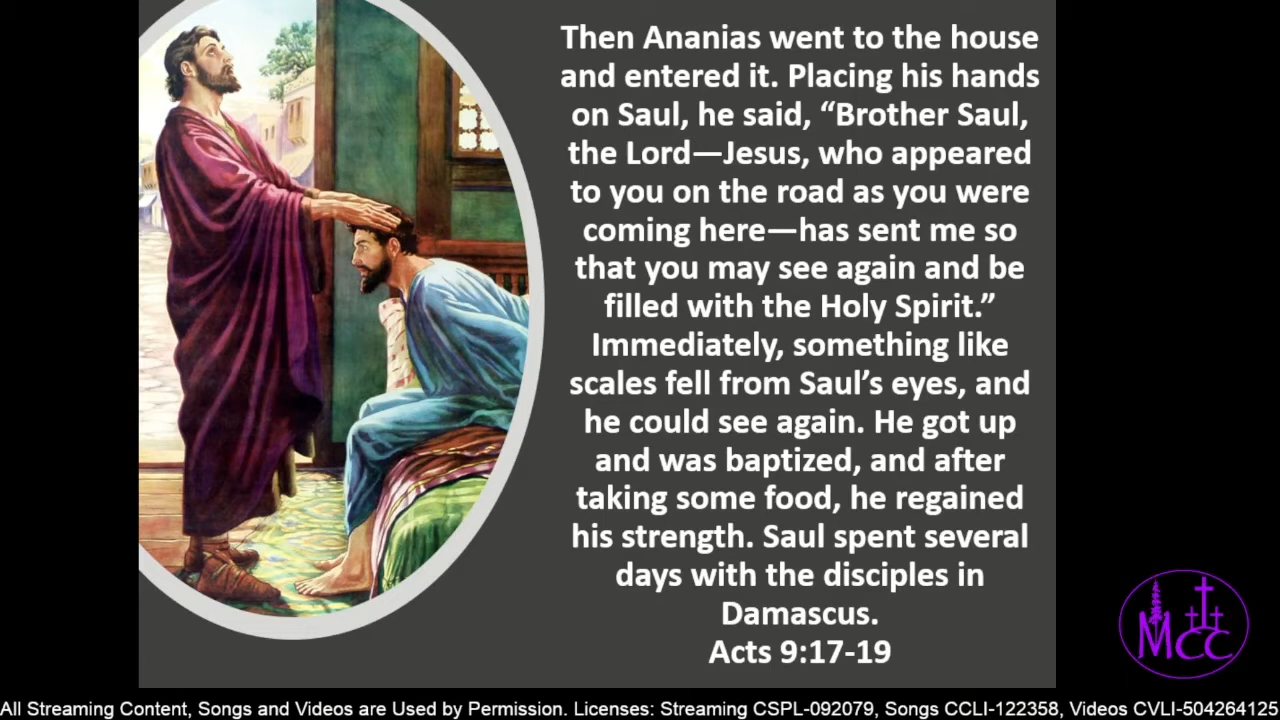 Then Ananias went to the house
and entered it. Placing his hands
on Saul, he said, “Brother Saul,
the Lord—Jesus, who appeared
to you on the road as you were
coming here—has sent me so
that you may see again and be
filled with the Holy Spirit.”
Immediately, something like
scales fell from Saul’s eyes, and
he could see again. He got up
and was baptized, and after
taking some food, he regained
his strength. Saul spent several
days with the disciples in
Damascus.
Acts 9:17-19
MCC
All Streaming Content, Songs and Videos are Used by Permission. Licenses: Streaming CSPL-092079, Songs CCLI-122358, Videos CVLI-504264125